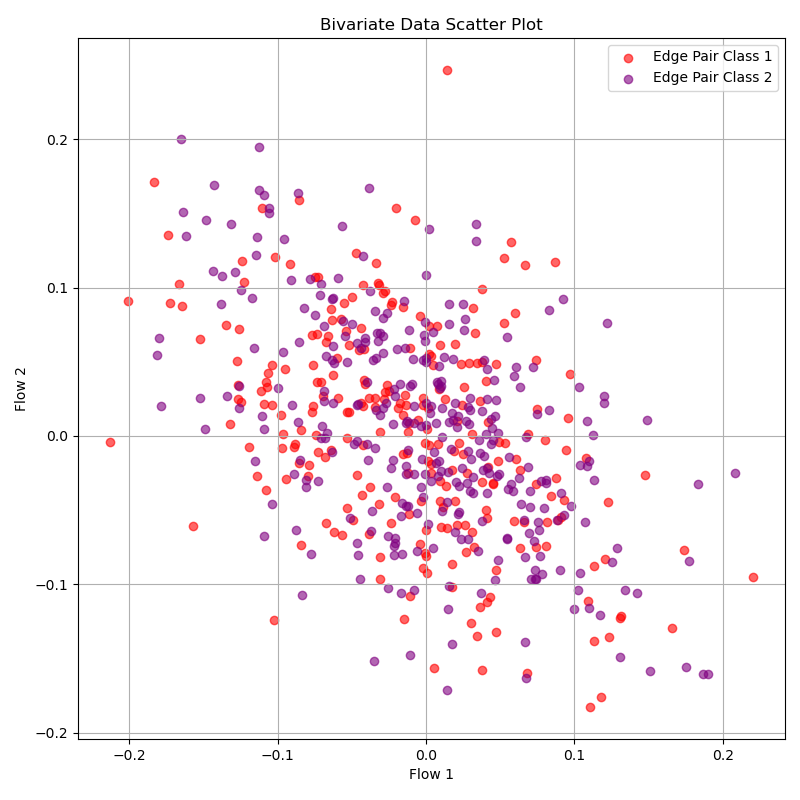 Bivariate Data Scatter Plot
Edge Pair Class 1
Edge Pair Class 2
Flow 2
0.2
0.1
0.0
−0.1
−0.2
−0.2 −0.1 0.0 0.1 0.2
Flow 1